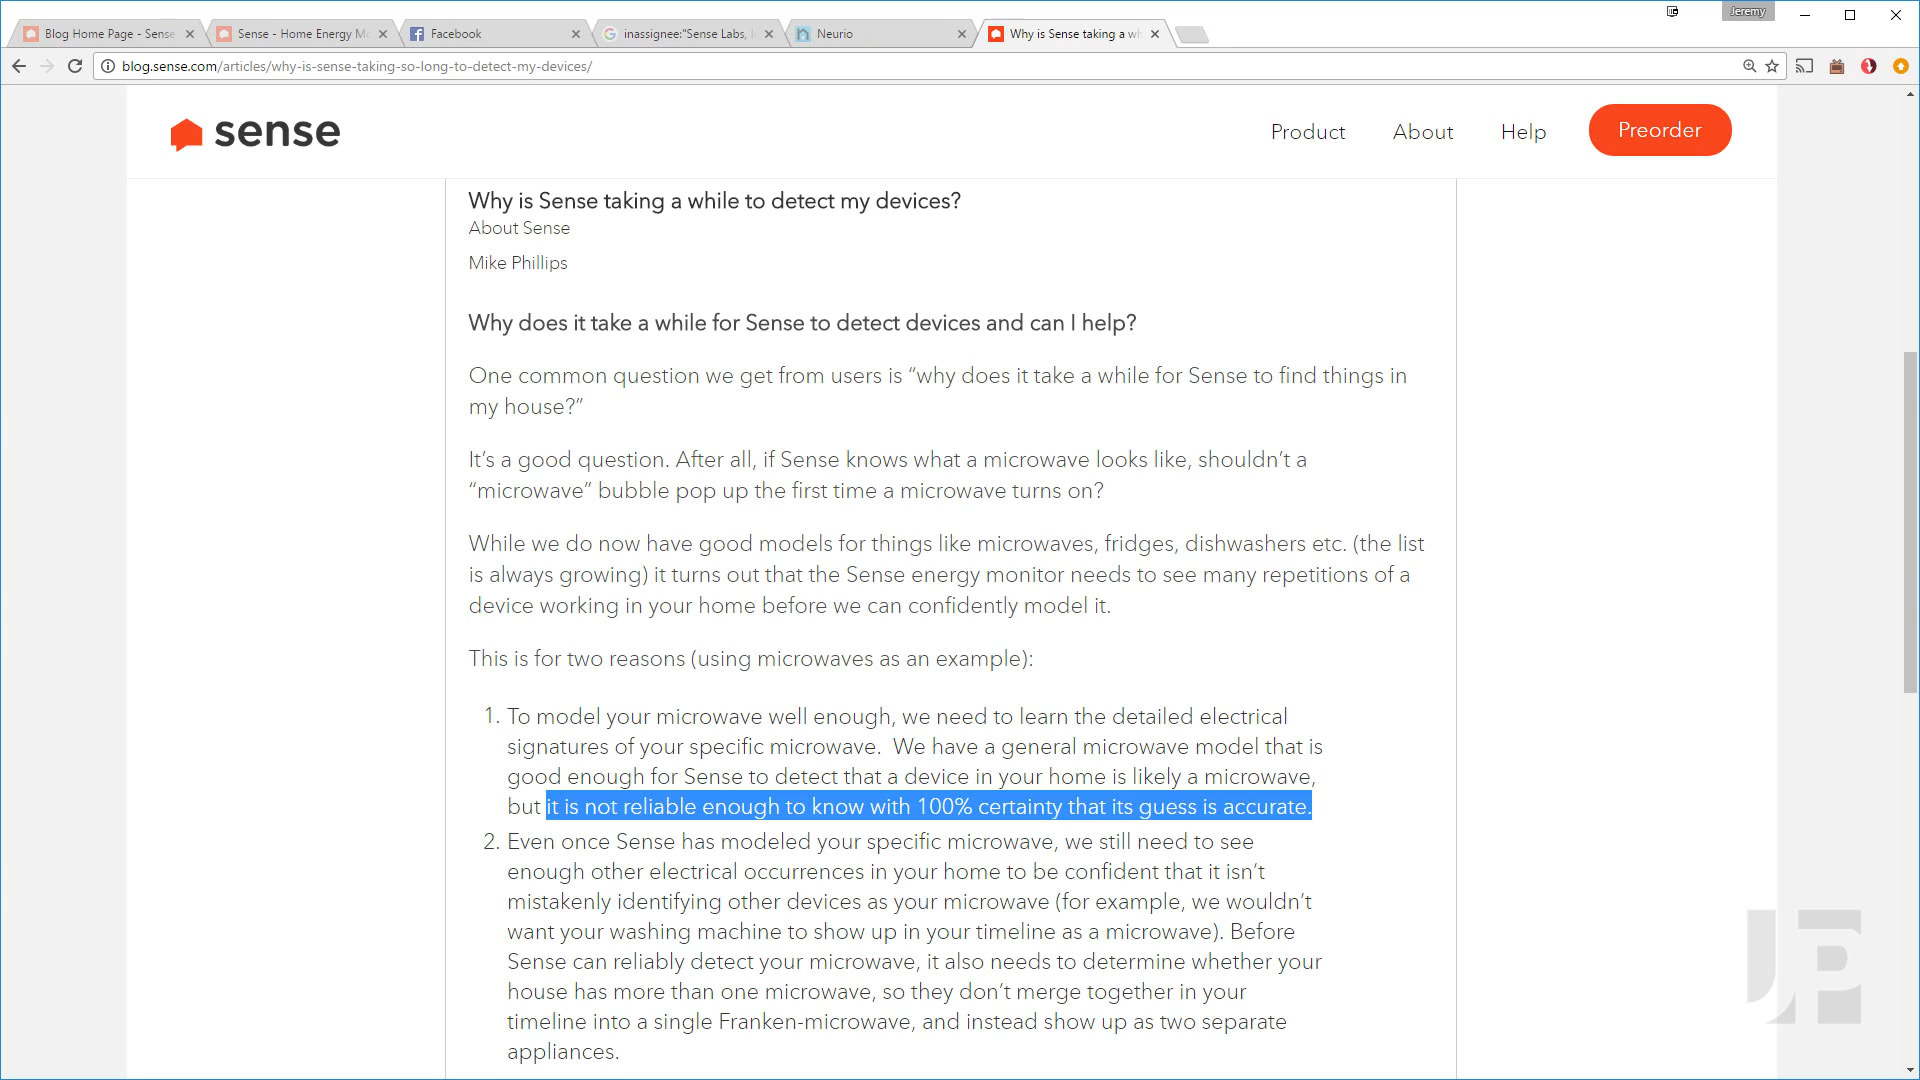 Jeremy
Blog Home Page - Sense
Sense - Home Energy Mo
Facebook
inassignee:"Sense Labs,
Neurio
Why is Sense taking a wh
blog.sense.com/articles/why-is-sense-taking-so-long-to-detect-my-devices/
sense
Product
About
Help
Preorder
Why is Sense taking a while to detect my devices?
About Sense
Mike Phillips
Why does it take a while for Sense to detect devices and can I help?
One common question we get from users is “why does it take a while for Sense to find things in
my house?”
It’s a good question. After all, if Sense knows what a microwave looks like, shouldn’t a
“microwave” bubble pop up the first time a microwave turns on?
While we do now have good models for things like microwaves, fridges, dishwashers etc. (the list
is always growing) it turns out that the Sense energy monitor needs to see many repetitions of a
device working in your home before we can confidently model it.
This is for two reasons (using microwaves as an example):
1. To model your microwave well enough, we need to learn the detailed electrical
signatures of your specific microwave.  We have a general microwave model that is
good enough for Sense to detect that a device in your home is likely a microwave,
but it is not reliable enough to know with 100% certainty that its guess is accurate.
2. Even once Sense has modeled your specific microwave, we still need to see
enough other electrical occurrences in your home to be confident that it isn’t
mistakenly identifying other devices as your microwave (for example, we wouldn’t
want your washing machine to show up in your timeline as a microwave). Before
Sense can reliably detect your microwave, it also needs to determine whether your
house has more than one microwave, so they don’t merge together in your
timeline into a single Franken-microwave, and instead show up as two separate
appliances.
JP